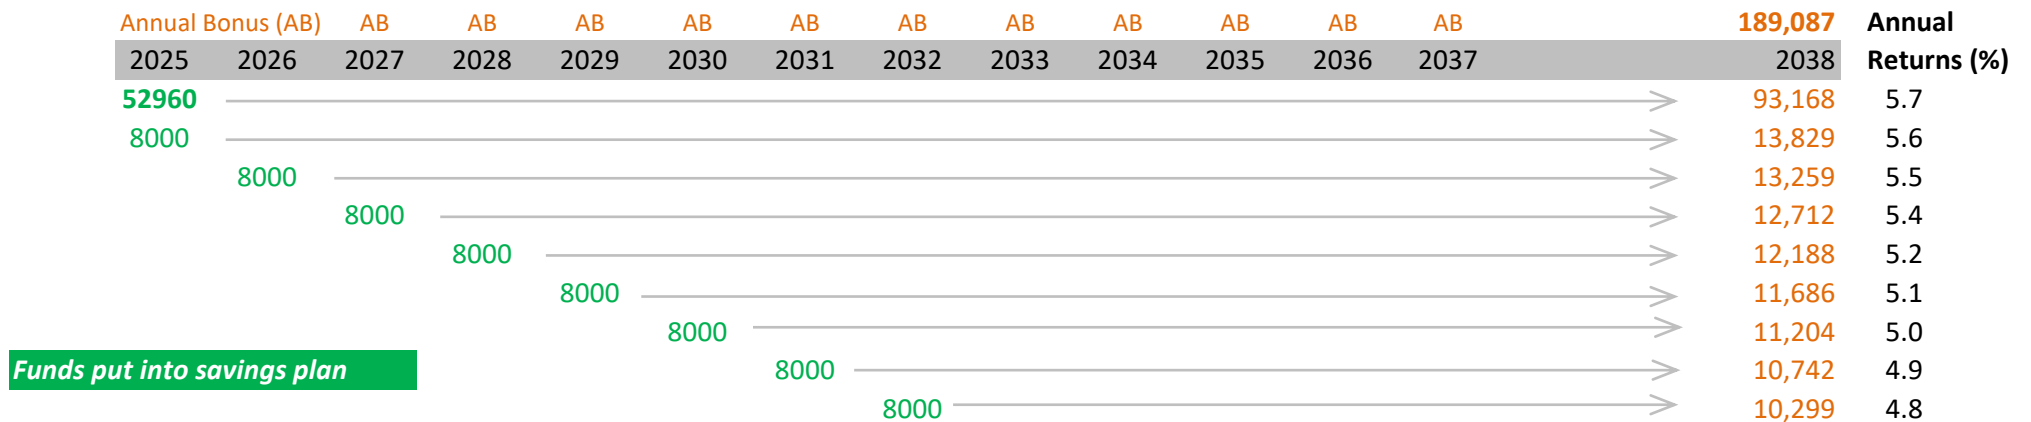 Annual Bonus (AB) AB AB AB AB AB AB AB AB AB AB AB 189,087 Annual
2025 2026 2027 2028 2029 2030 2031 2032 2033 2034 2035 2036 2037 2038 Returns (%)
52960 93,168 5.7
8000 13,829 5.6
8000 13,259 5.5
8000 12,712 5.4
8000 12,188 5.2
8000 11,686 5.1
8000 11,204 5.0
Funds put into savings plan 8000 10,742 4.9
8000 10,299 4.8